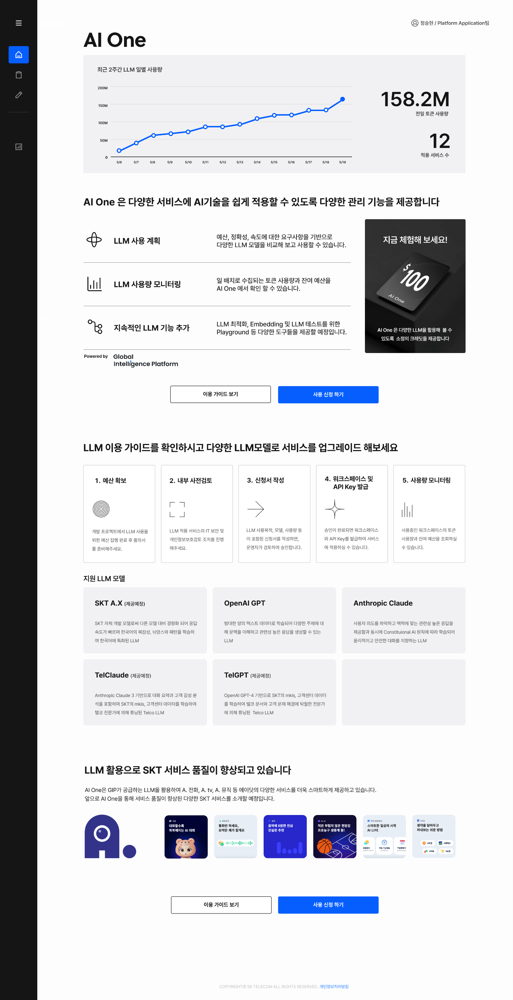 정승현 / Platform Application팀
AI One
최근 2주간 LLM 일별 사용량
200M
150M
100M
50M
0
5/6 5/7 5/8 5/9 5/10 5/11 5/12 5/13 5/14 5/15 5/16 5/17 5/18 5/19
158.2M
전일 토큰 사용량
12
적용 서비스 수
AI One 은 다양한 서비스에 AI기술을 쉽게 적용할 수 있도록 다양한 관리 기능을 제공합니다
LLM 사용 계획
예산, 정확성, 속도에 대한 요구사항을 기반으로
다양한 LLM 모델을 비교해 보고 사용할 수 있습니다.
LLM 사용량 모니터링
일 배치로 수집되는 토큰 사용량과 잔여 예산을
AI One 에서 확인 할 수 있습니다.
지속적인 LLM 기능 추가
LLM 최적화, Embedding 및 LLM 테스트를 위한
Playground 등 다양한 도구들을 제공할 예정입니다.
지금 체험해 보세요!
$100
AI One
AI One 은 다양한 LLM을 활용해 볼 수
있도록 소정의 크레딧을 제공합니다
Powered by
Global
Intelligence Platform
이용 가이드 보기
사용 신청 하기
LLM 이용 가이드를 확인하시고 다양한 LLM모델로 서비스를 업그레이드 해보세요
1. 예산 확보
개발 프로젝트에서 LLM 사용을
위한 예산 집행 완료 후 품의서
를 준비해주세요.
2. 내부 사전검토
LLM 적용 서비스의 IT 보안 및
개인정보보호검토 조치를 진행
해주세요.
3. 신청서 작성
LLM 사용목적, 모델, 사용량 등
이 포함된 신청서를 작성하면,
운영자가 검토하여 승인합니다.
4. 워크스페이스 및
API Key 발급
승인이 완료되면 워크스페이스
와 API Key를 발급하여 서비스
에 적용하실 수 있습니다.
5. 사용량 모니터링
사용중인 워크스페이스의 토큰
사용량과 잔여 예산을 조회하실
수 있습니다.
지원 LLM 모델
SKT A.X (제공예정)
SKT 자체 개발 모델로써 다른 모델 대비 경량화 되어 응답
속도가 빠르며 한국어의 복잡성, 뉘앙스와 패턴을 학습하
여 한국어에 특화된 LLM
OpenAI GPT
방대한 양의 텍스트 데이터로 학습되어 다양한 주제에 대
해 문맥을 이해하고 관련성 높은 응답을 생성할 수 있는
LLM
Anthropic Claude
사용자 의도를 파악하고 맥락에 맞는 관련성 높은 응답을
제공함과 동시에 Constituional AI 원칙에 따라 학습되어
윤리적이고 안전한 대화를 지향하는 LLM
TelClaude (제공예정)
Anthropic Claude 3 기반으로 대화 요약과 고객 감성 분
석을 포함하며 SKT의 mkis, 고객센터 데이터를 학습하여
텔코 전문가에 의해 튜닝된 Telco LLM
TelGPT (제공예정)
OpenAI GPT-4 기반으로 SKT의 mkis, 고객센터 데이터
를 학습하여 텔코 문서와 고객 문제 해결에 탁월한 전문가
에 의해 튜닝된 Telco LLM
LLM 활용으로 SKT 서비스 품질이 향상되고 있습니다
AI One은 GIP가 공급하는 LLM을 활용하여 A. 전화, A. tv, A. 뮤직 등 에이닷의 다양한 서비스를 더욱 스마트하게 제공하고 있습니다.
앞으로 AI One을 통해 서비스 품질이 향상된 다양한 SKT 서비스를 소개할 예정입니다.
대화할수록
똑똑해지는 AI 대화
통화요약
통화만 하세요,
요약은 제가 할게요
뮤직
음악에 0원한 진심
진실된 추천
A. tv
직관 부럽지 않은 현장감
프로농구 생중계 중!
스마트한 일상의 시작
AI LIFE
생각을 담아두고
꺼내보는 쉬운 방법
#맛집
#재테크
#리뷰
#쇼핑
이용 가이드 보기
사용 신청 하기
COPYRIGHT@ SK TELECOM ALL RIGHTS RESERVED. 개인정보처리방침